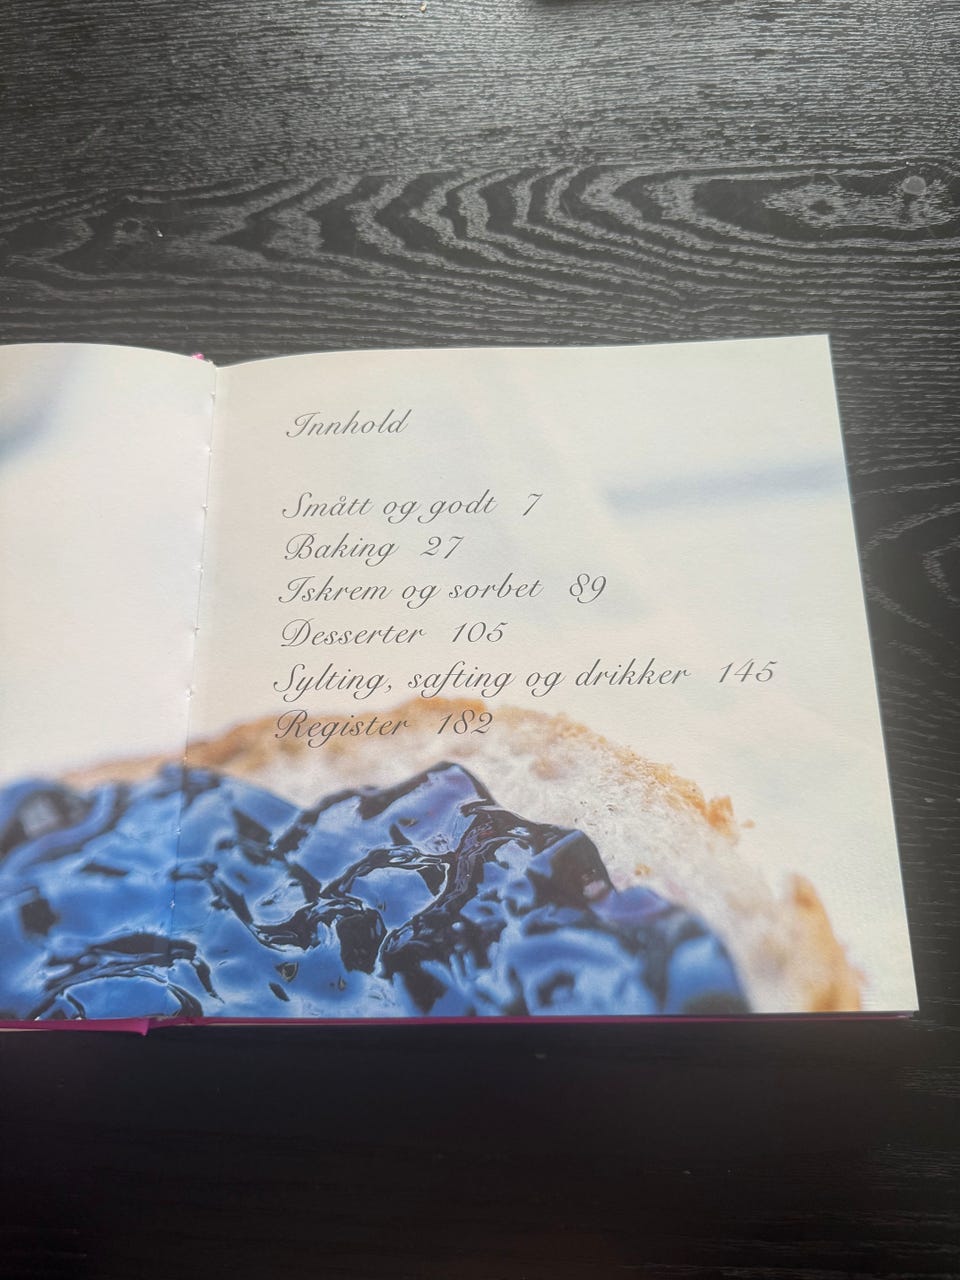 Innhold
Smått og godt 7
Baking 27
Iskrem og sorbet 89
Desserter 105
Sylting, safting og drikker 145
Register 182